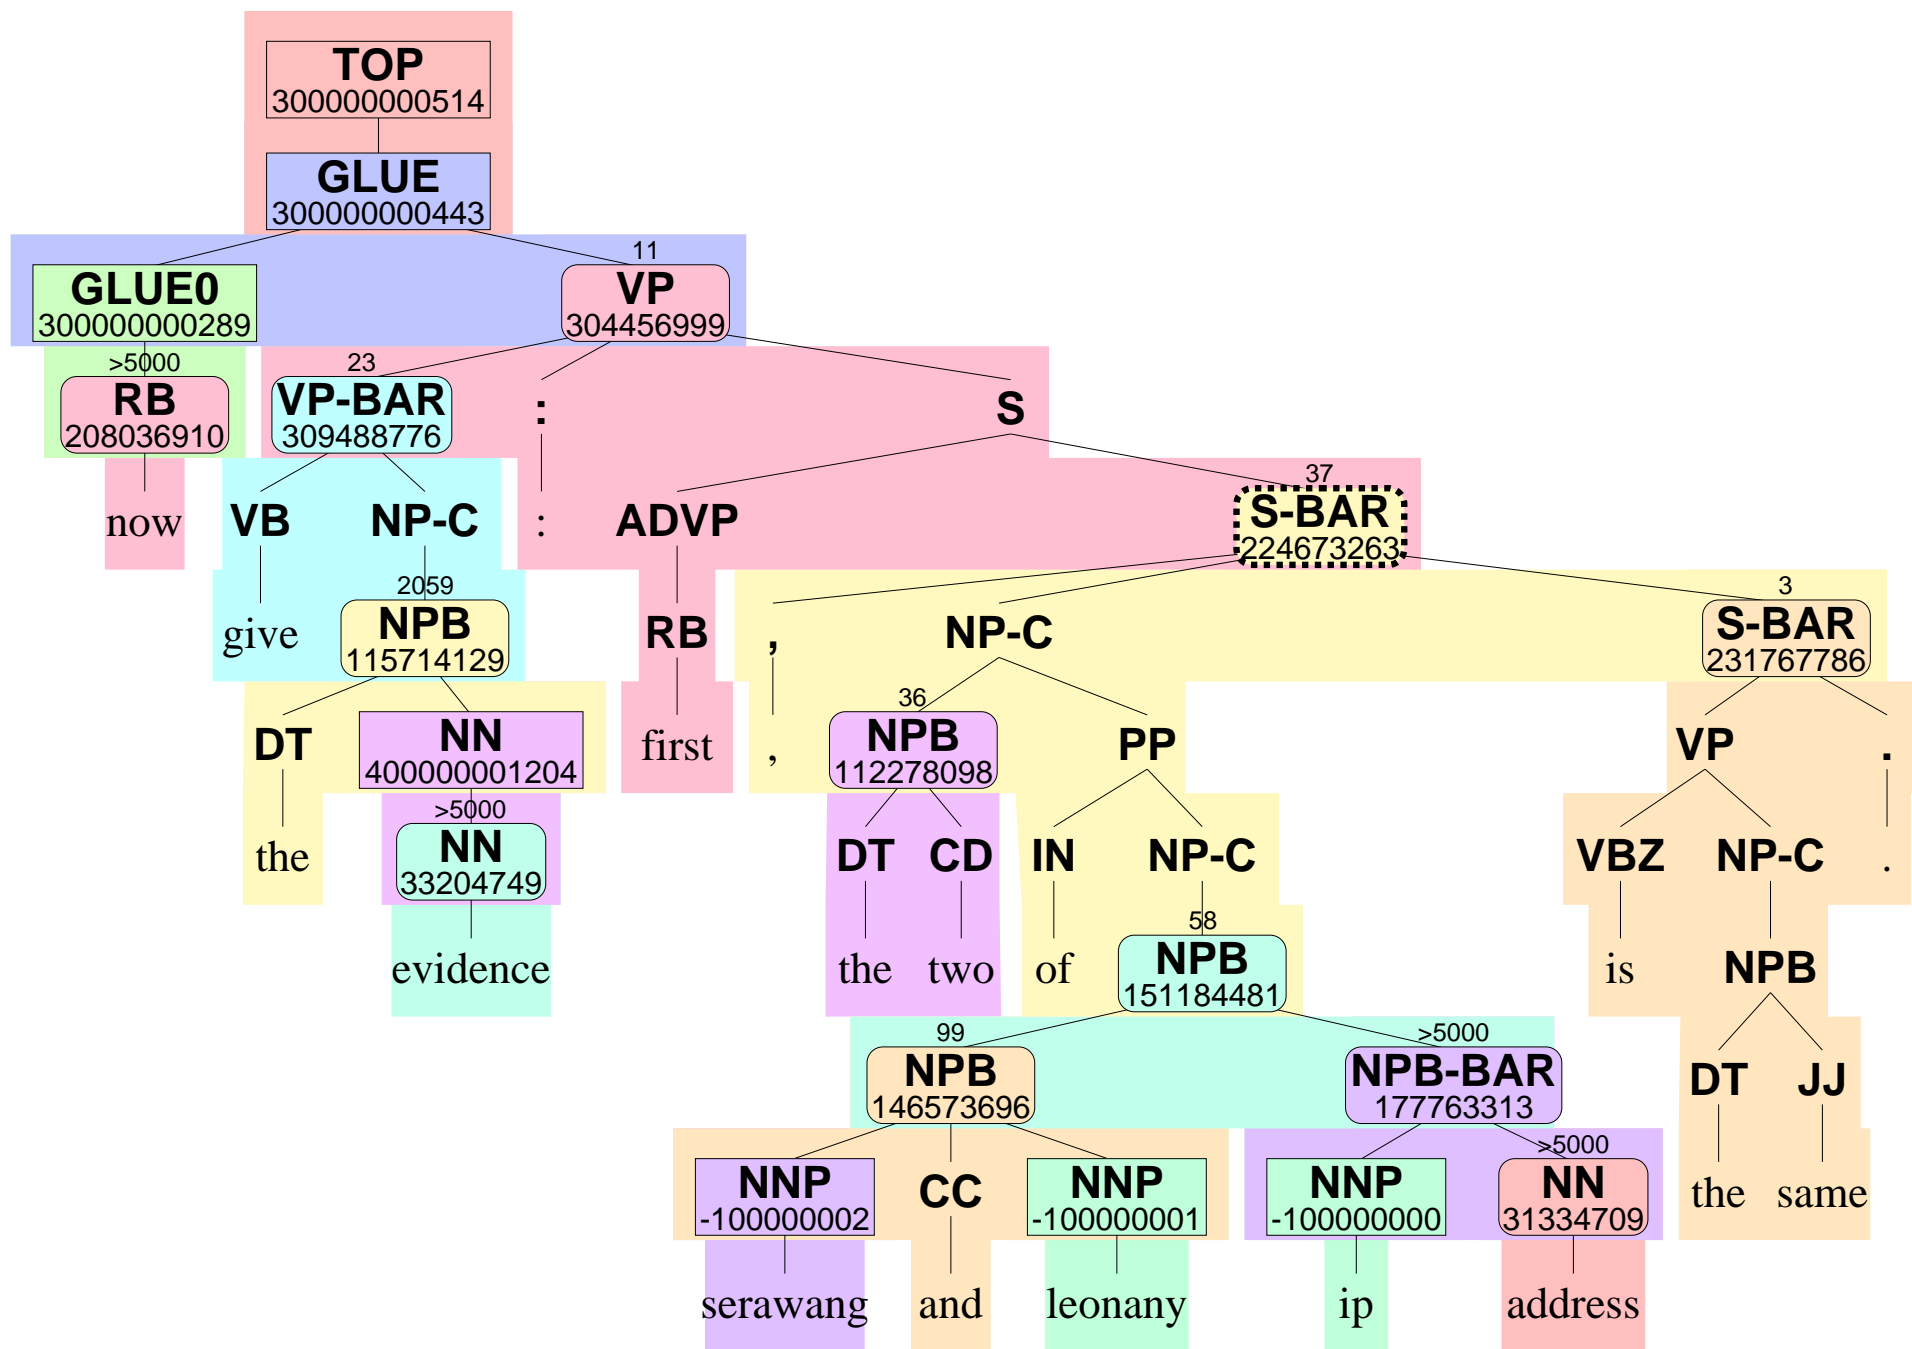 TOP
300000000514
GLUE
300000000443
11
GLUE0 VP
300000000289 304456999
>5000 23
RB VP-BAR : S
208036910 309488776
37
now VB NP-C : ADVP S-BAR
224673263
2059 3
give NPB RB , NP-C S-BAR
115714129 231767786
36
DT NN first , NPB PP VP .
400000001204 112278098
>5000
the NN DT CD IN NP-C VBZ NP-C .
33204749
58
evidence the two of NPB is NPB
151184481
99 >5000
NPB NPB-BAR DT JJ
146573696 177763313
>5000
NNP CC NNP NNP NN the same
-100000002 -100000001 -100000000 31334709
serawang and leonany ip address